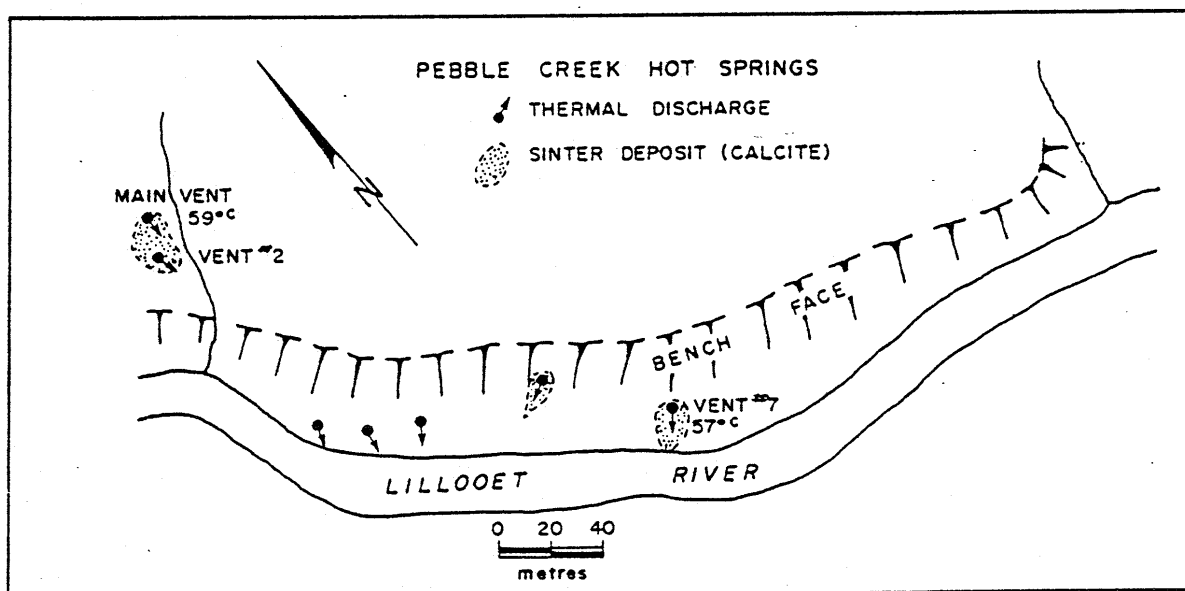 PEBBLE CREEK HOT SPRINGS
THERMAL DISCHARGE
SINTER DEPOSIT (CALCITE)
N
MAIN VENT
59°C
VENT #2
BENCH FACE
VENT #7
57°C
LILLOOET RIVER
0 20 40
metres